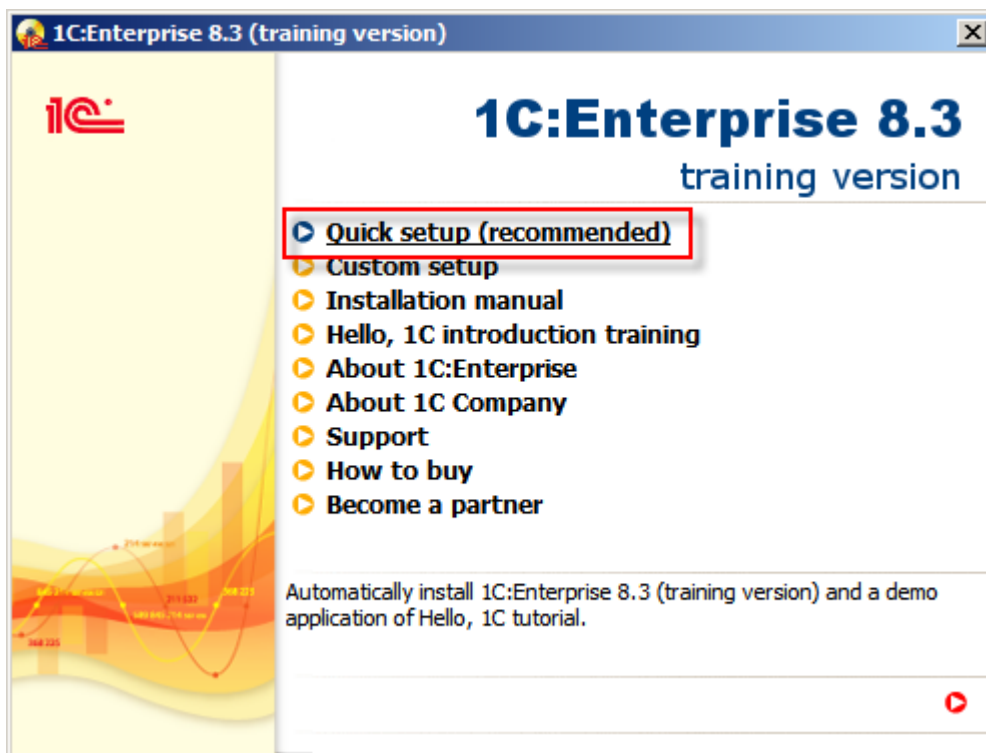 1C:Enterprise 8.3 (training version)
1C
1C:Enterprise 8.3
training version
Quick setup (recommended)
Custom setup
Installation manual
Hello, 1C introduction training
About 1C:Enterprise
About 1C Company
Support
How to buy
Become a partner
Automatically install 1C:Enterprise 8.3 (training version) and a demo
application of Hello, 1C tutorial.
368 225